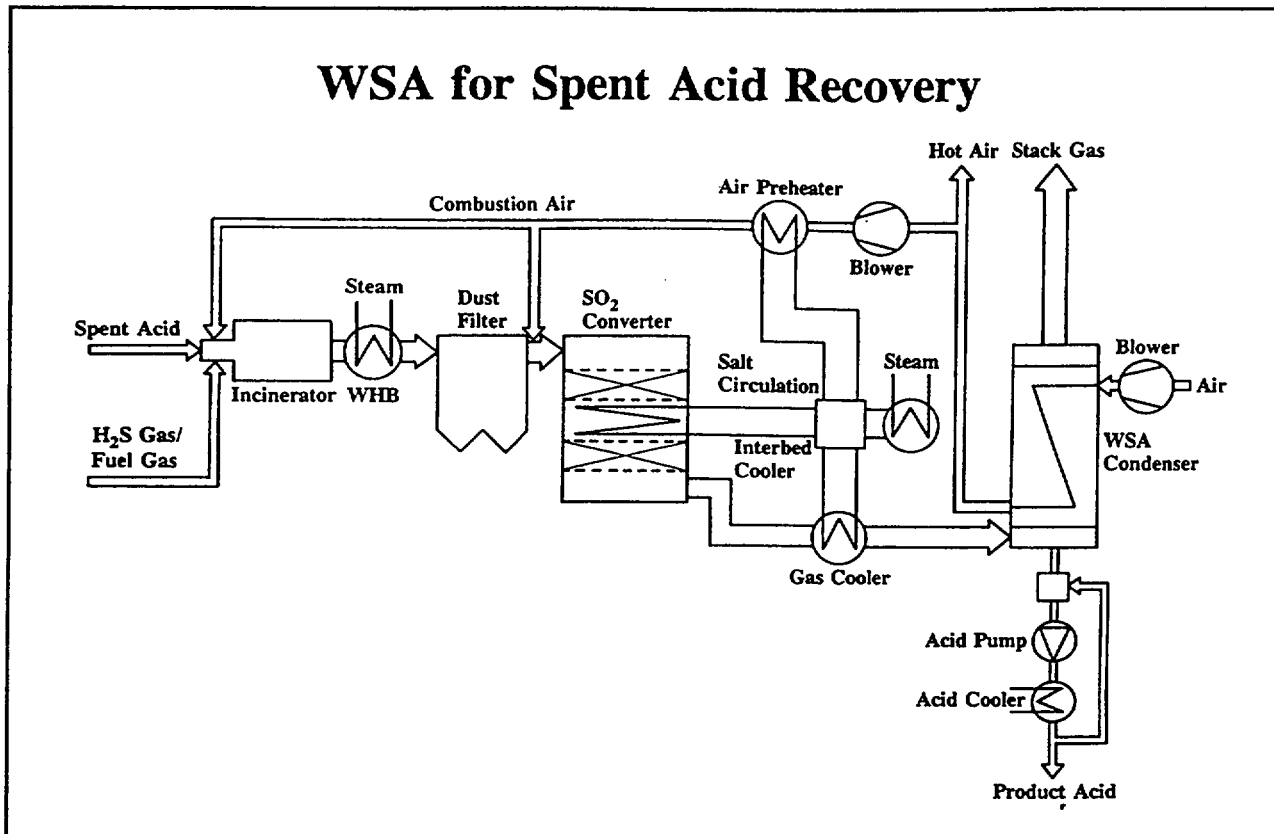 WSA for Spent Acid Recovery
Hot Air
Stack Gas
Air Preheater
Combustion Air
Blower
Steam
Dust
Filter
SO₂
Converter
Spent Acid
Incinerator
WHB
Salt
Circulation
Steam
Blower
Air
H₂S Gas/
Fuel Gas
Interbed
Cooler
WSA
Condenser
Gas Cooler
Acid Pump
Acid Cooler
Product Acid